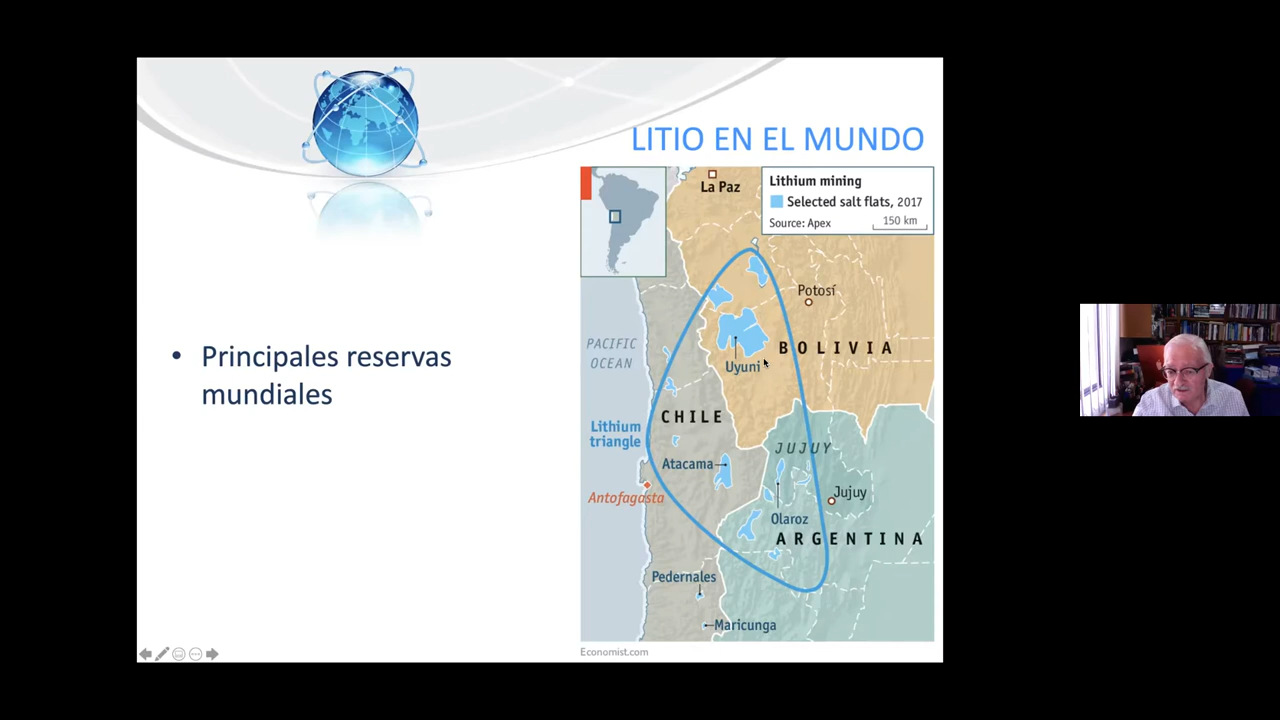 LITIO EN EL MUNDO
• Principales reservas
mundiales
La Paz
Lithium mining
Selected salt flats, 2017
Source: Apex
150 km
Potosí
PACIFIC
OCEAN
BOLIVIA
Uyuni
CHILE
Lithium
triangle
JUJUY
Atacama
Antofagasta
Jujuy
Olaroz
ARGENTINA
Pedernales
Maricunga
Economist.com